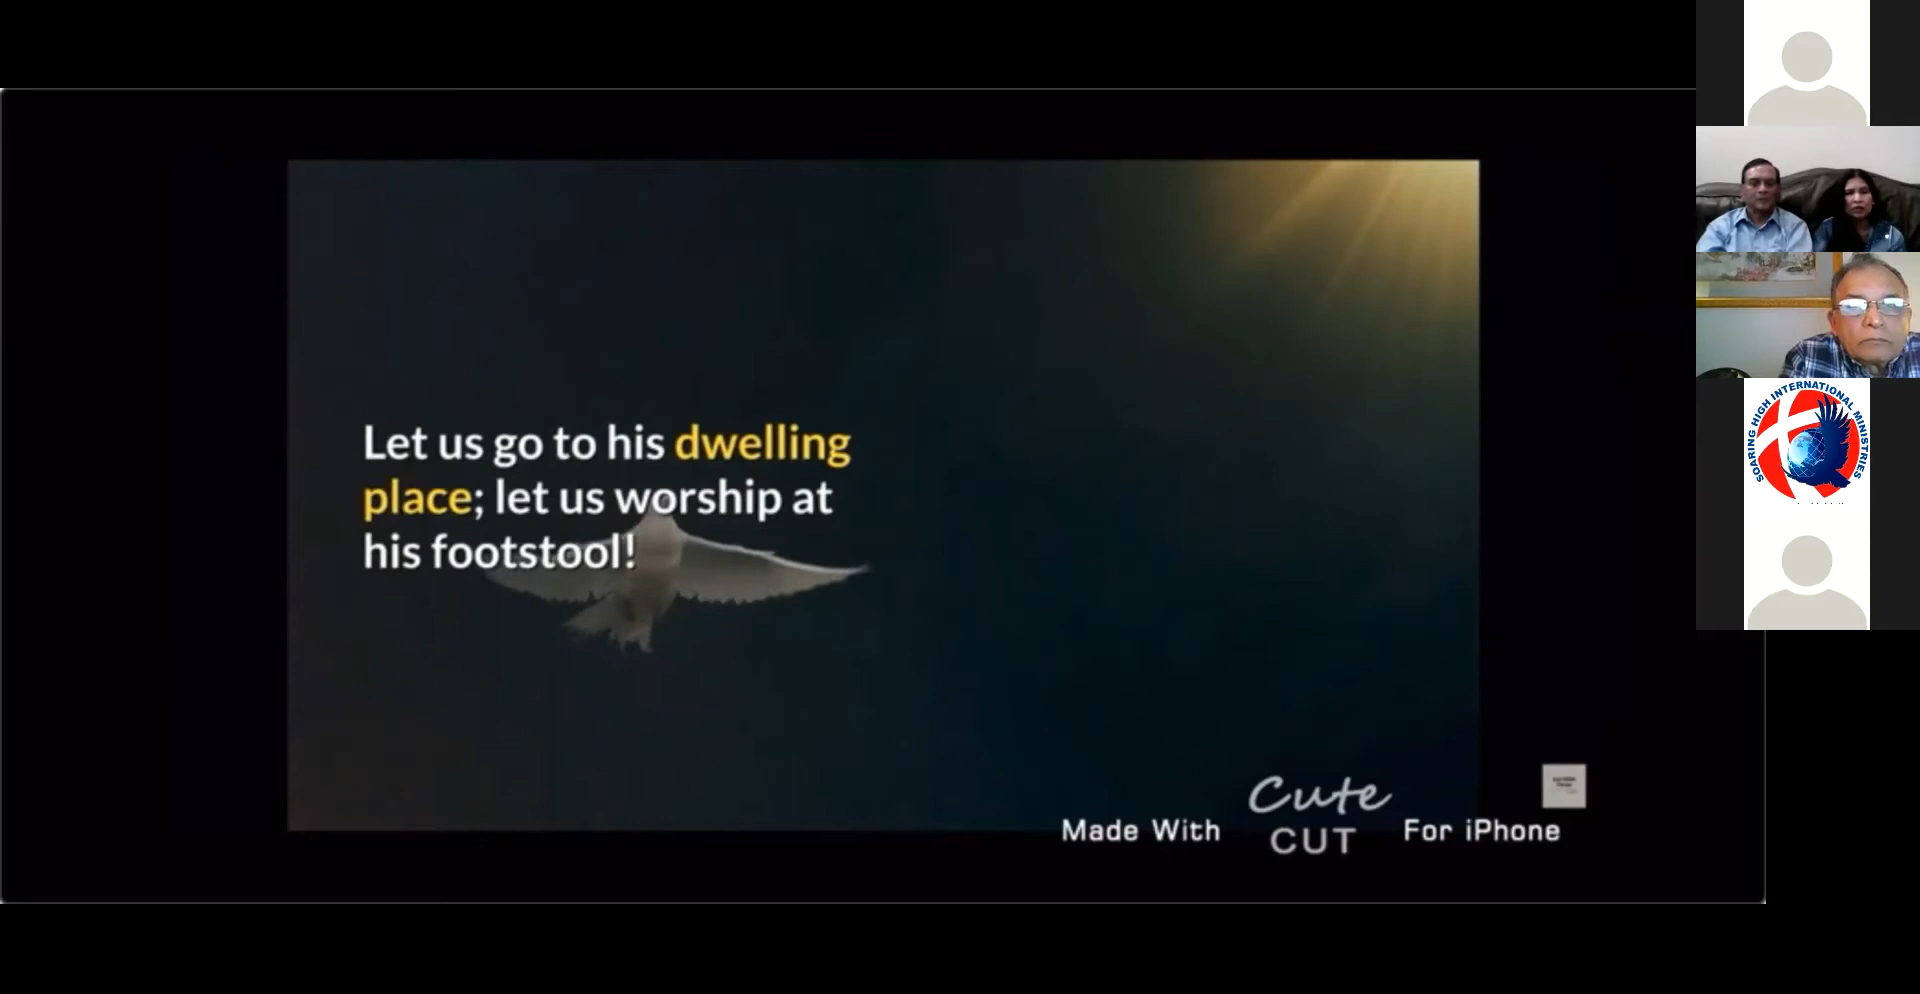 Let us go to his dwelling
place; let us worship at
his footstool!
SOARING HIGH INTERNATIONAL MINISTRIES
Cute
Made With CUT For iPhone